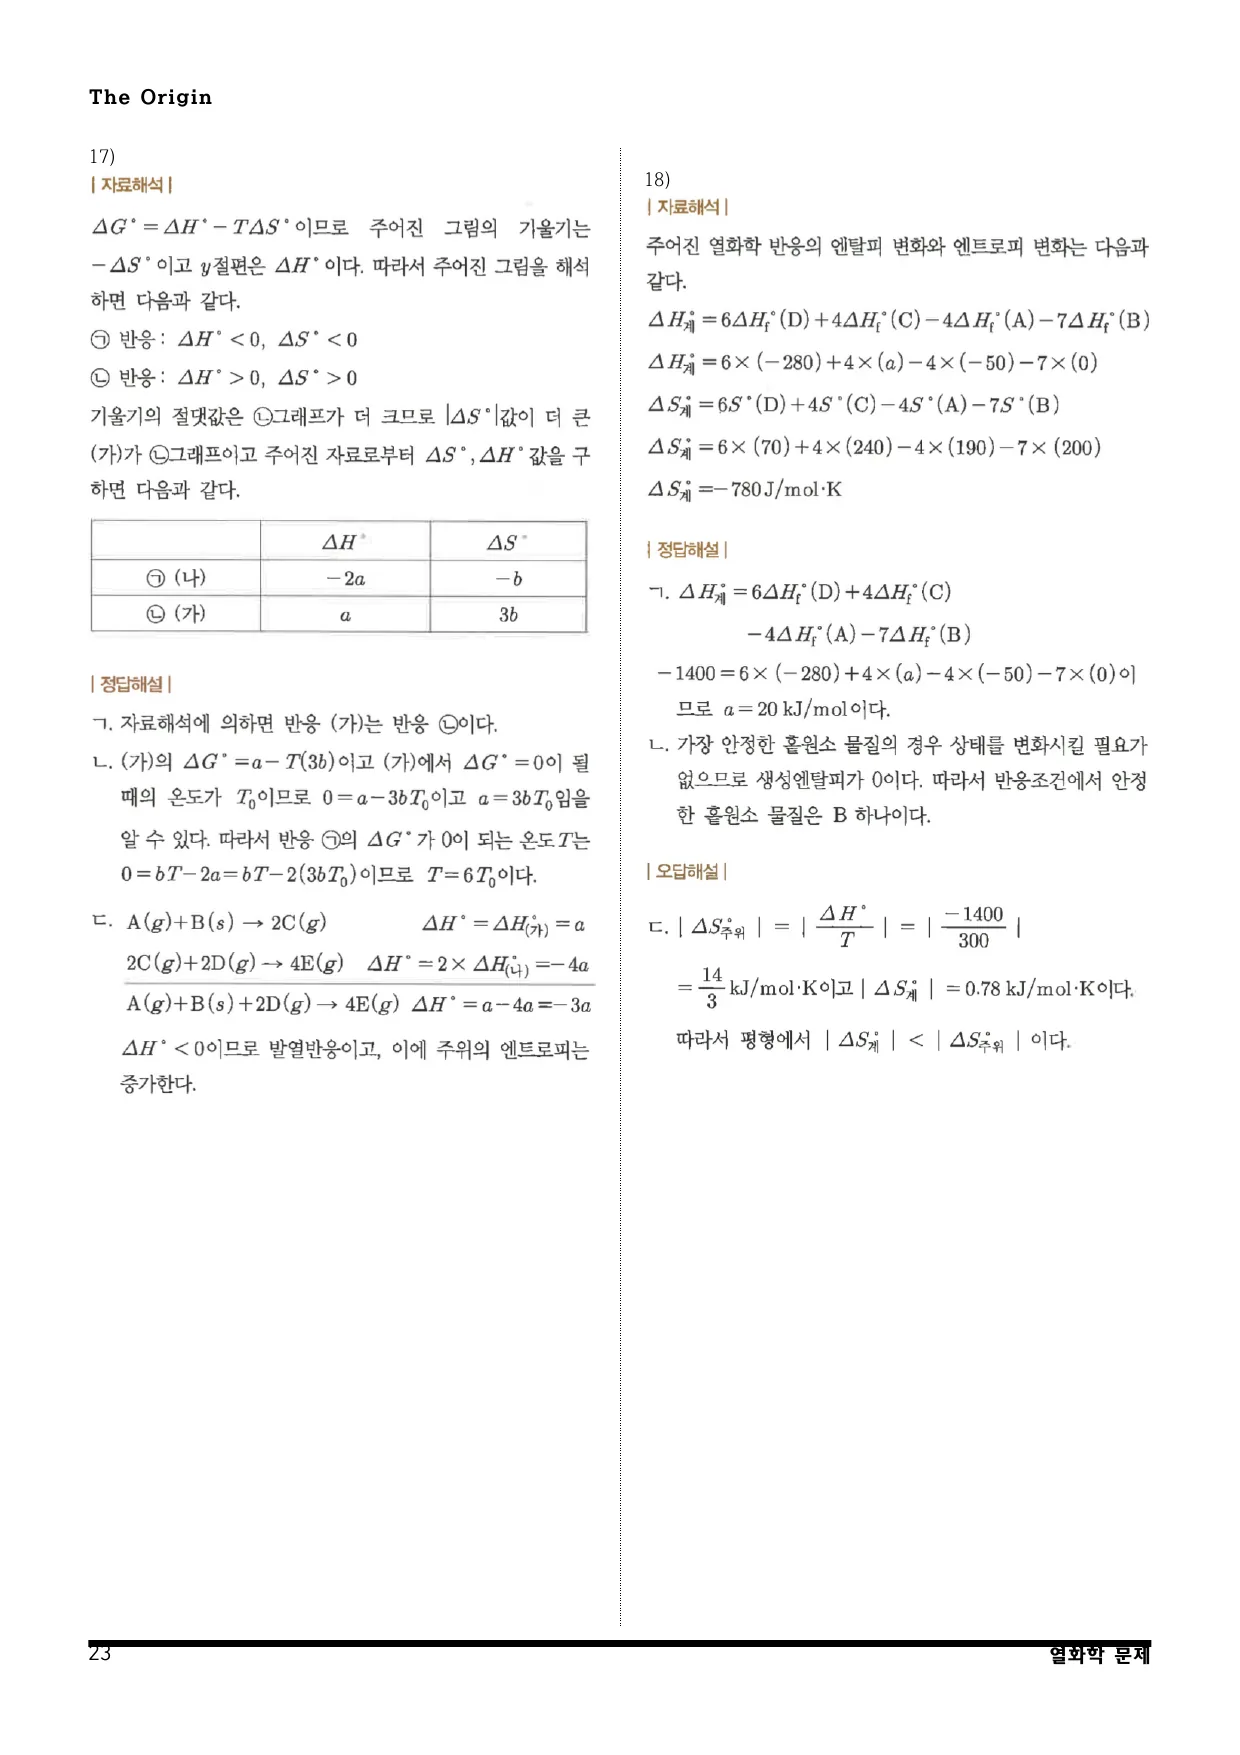 The Origin
17)
| 자료해석 |
ΔG° = ΔH° − TΔS°이므로 주어진 그림의 기울기는
−ΔS°이고 y절편은 ΔH°이다. 따라서 주어진 그림을 해석
하면 다음과 같다.
㉠ 반응: ΔH° < 0, ΔS° < 0
㉡ 반응: ΔH° > 0, ΔS° > 0
기울기의 절댓값은 ㉡그래프가 더 크므로 |ΔS°|값이 더 큰
(가)가 ㉡그래프이고 주어진 자료로부터 ΔS°, ΔH°값을 구
하면 다음과 같다.
ΔH° ΔS°
㉠ (나) −2a −b
㉡ (가) a 3b
| 정답해설 |
ㄱ. 자료해석에 의하면 반응 (가)는 반응 ㉡이다.
ㄴ. (가)의 ΔG° = a − T(3b)이고 (가)에서 ΔG° = 0이 될
때의 온도가 T₀이므로 0 = a − 3bT₀이고 a = 3bT₀임을
알 수 있다. 따라서 반응 ㉠의 ΔG°가 0이 되는 온도 T는
0 = bT − 2a = bT − 2(3bT₀)이므로 T = 6T₀이다.
ㄷ. A(g)+B(s) → 2C(g) ΔH° = ΔH°(가) = a
2C(g)+2D(g) → 4E(g) ΔH° = 2 × ΔH°(나) = −4a
A(g)+B(s)+2D(g) → 4E(g) ΔH° = a − 4a = −3a
ΔH° < 0이므로 발열반응이고, 이에 주위의 엔트로피는
증가한다.
18)
| 자료해석 |
주어진 열화학 반응의 엔탈피 변화와 엔트로피 변화는 다음과
같다.
ΔH°계 = 6ΔHf°(D) + 4ΔHf°(C) − 4ΔHf°(A) − 7ΔHf°(B)
ΔH°계 = 6 × (−280) + 4 × (a) − 4 × (−50) − 7 × (0)
ΔS°계 = 6S°(D) + 4S°(C) − 4S°(A) − 7S°(B)
ΔS°계 = 6 × (70) + 4 × (240) − 4 × (190) − 7 × (200)
ΔS°계 = −780 J/mol·K
| 정답해설 |
ㄱ. ΔH°계 = 6ΔHf°(D) + 4ΔHf°(C)
− 4ΔHf°(A) − 7ΔHf°(B)
−1400 = 6 × (−280) + 4 × (a) − 4 × (−50) − 7 × (0)이
므로 a = 20 kJ/mol이다.
ㄴ. 가장 안정한 홑원소 물질의 경우 상태를 변화시킬 필요가
없으므로 생성엔탈피가 0이다. 따라서 반응조건에서 안정
한 홑원소 물질은 B 하나이다.
| 오답해설 |
ㄷ. | ΔS°주위 | = | ΔH°/T | = | −1400/300 |
= 14/3 kJ/mol·K이고 | ΔS°계 | = 0.78 kJ/mol·K이다.
따라서 평형에서 | ΔS°계 | < | ΔS°주위 | 이다.
23
열화학 문제